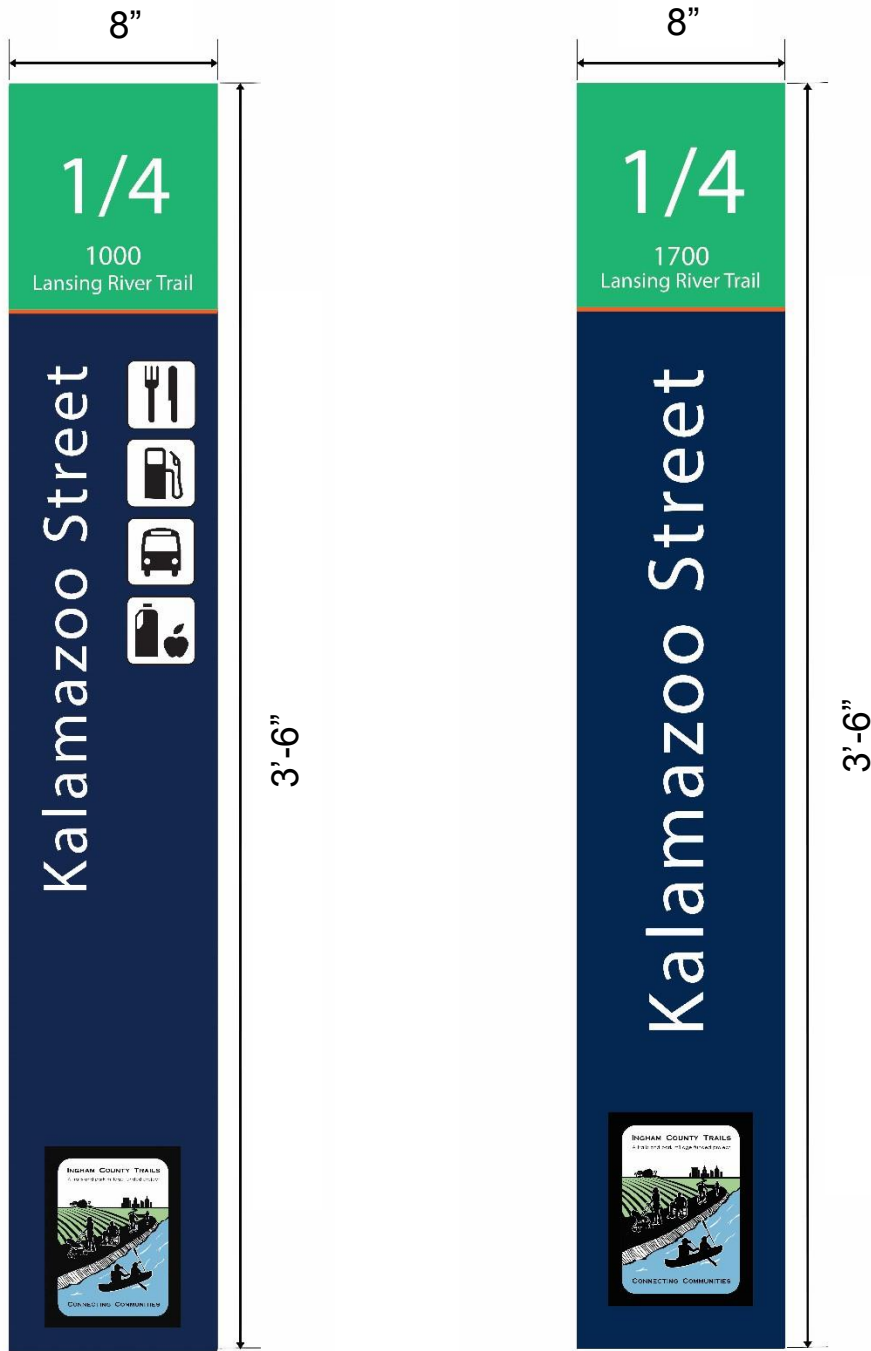 8”
1/4
1000
Lansing River Trail
Kalamazoo Street
INGHAM COUNTY TRAILS
CONNECTING COMMUNITIES
3’-6”
8”
1/4
1700
Lansing River Trail
Kalamazoo Street
INGHAM COUNTY TRAILS
CONNECTING COMMUNITIES
3’-6”